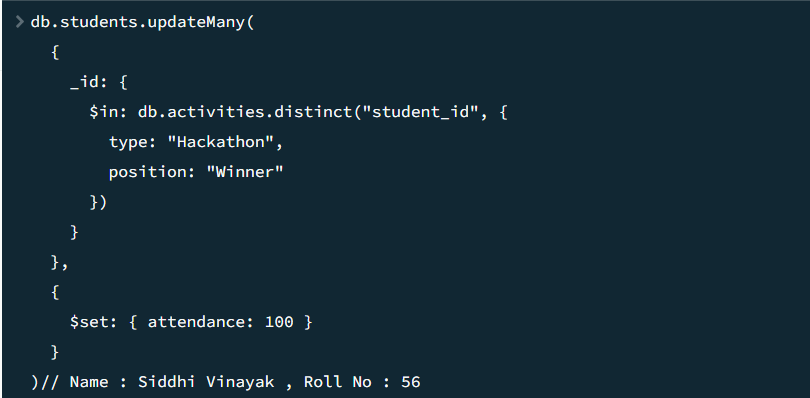 > db.students.updateMany(
  {
    _id: {
      $in: db.activities.distinct("student_id", {
        type: "Hackathon",
        position: "Winner"
      })
    }
  },
  {
    $set: { attendance: 100 }
  }
)// Name : Siddhi Vinayak , Roll No : 56